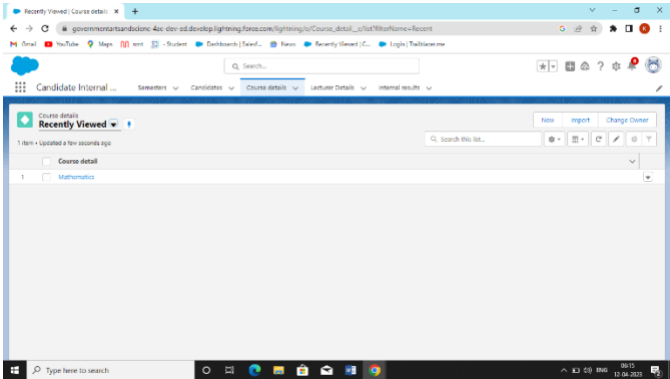 Recently Viewed | Course details
governmentartsandscienc-4ac-dev-ed.develop.lightning.force.com/lightning/o/Course_detail__c/list?filterName=Recent
Gmail YouTube Maps - Student Dashboards | Salesf... News Recently Viewed | C... Login | Trailblazer.me
Search...
Candidate Internal ... Semesters Candidates Course details Lecturer Details internal results
Course details
Recently Viewed
New Import Change Owner
1 item • Updated a few seconds ago
Search this list...
Course detail
1 Mathematics
Type here to search
ENG
06:15
12-04-2023